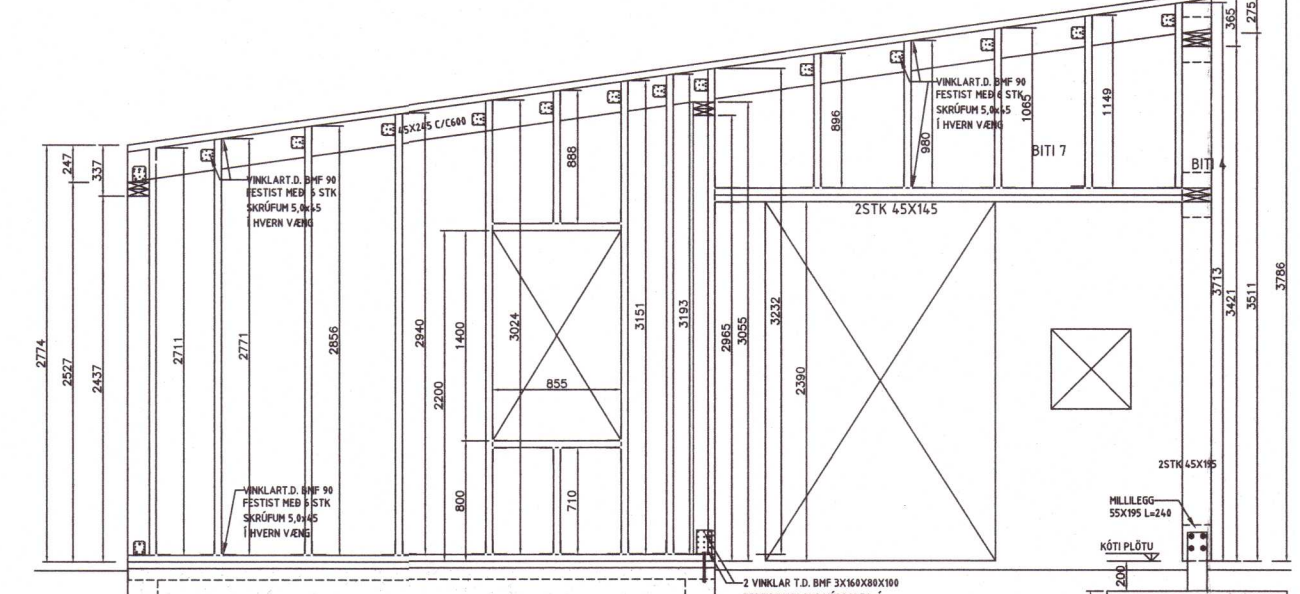 365
275
VINKLAR T.D. BMF 90
FESTIST MEÐ 6 STK
SKRÚFUM 5,0x45
Í HVERN VÆNG
1065
1149
896
980
BITI 7
BITI 4
45X245 C/C600
247
337
888
VINKLAR T.D. BMF 90
FESTIST MEÐ 6 STK
SKRÚFUM 5,0x45
Í HVERN VÆNG
2STK 45X145
2774
2527
2437
2711
2771
2856
2940
2200
1400
3024
855
3151
3193
2965
3055
3232
2390
3713
3421
3511
3786
2STK 45X195
VINKLAR T.D. BMF 90
FESTIST MEÐ 6 STK
SKRÚFUM 5,0x45
Í HVERN VÆNG
800
710
MILLILEGG
55X195 L=240
KÓTI PLÖTU
200
2 VINKLAR T.D. BMF 3X160X80X100